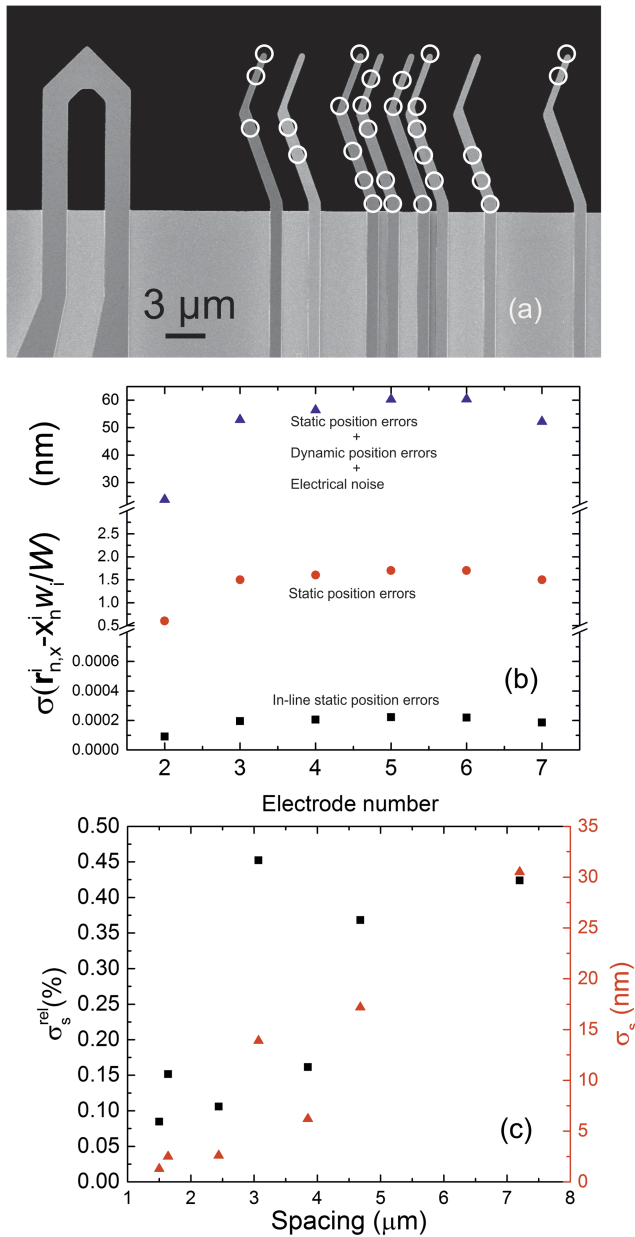 3 μm
(a)
σ(r^i_{n,x}-x^i_n w_i/W) (nm)
60
50
40
30
2.5
2.0
1.5
1.0
0.5
0.0006
0.0004
0.0002
0.0000
Static position errors
+
Dynamic position errors
+
Electrical noise
Static position errors
In-line static position errors
(b)
2 3 4 5 6 7
Electrode number
σ_s^rel(%)
0.50
0.45
0.40
0.35
0.30
0.25
0.20
0.15
0.10
0.05
0.00
35
30
25
20
15
10
5
0
σ_s (nm)
(c)
1 2 3 4 5 6 7 8
Spacing (μm)